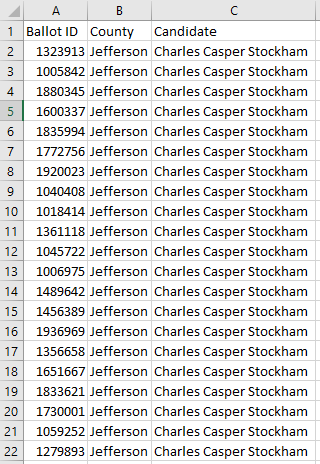 A B C
1 Ballot ID County Candidate
2 1323913 Jefferson Charles Casper Stockham
3 1005842 Jefferson Charles Casper Stockham
4 1880345 Jefferson Charles Casper Stockham
5 1600337 Jefferson Charles Casper Stockham
6 1835994 Jefferson Charles Casper Stockham
7 1772756 Jefferson Charles Casper Stockham
8 1920023 Jefferson Charles Casper Stockham
9 1040408 Jefferson Charles Casper Stockham
10 1018414 Jefferson Charles Casper Stockham
11 1361118 Jefferson Charles Casper Stockham
12 1045722 Jefferson Charles Casper Stockham
13 1006975 Jefferson Charles Casper Stockham
14 1489642 Jefferson Charles Casper Stockham
15 1456389 Jefferson Charles Casper Stockham
16 1936969 Jefferson Charles Casper Stockham
17 1356658 Jefferson Charles Casper Stockham
18 1651667 Jefferson Charles Casper Stockham
19 1833621 Jefferson Charles Casper Stockham
20 1730001 Jefferson Charles Casper Stockham
21 1059252 Jefferson Charles Casper Stockham
22 1279893 Jefferson Charles Casper Stockham